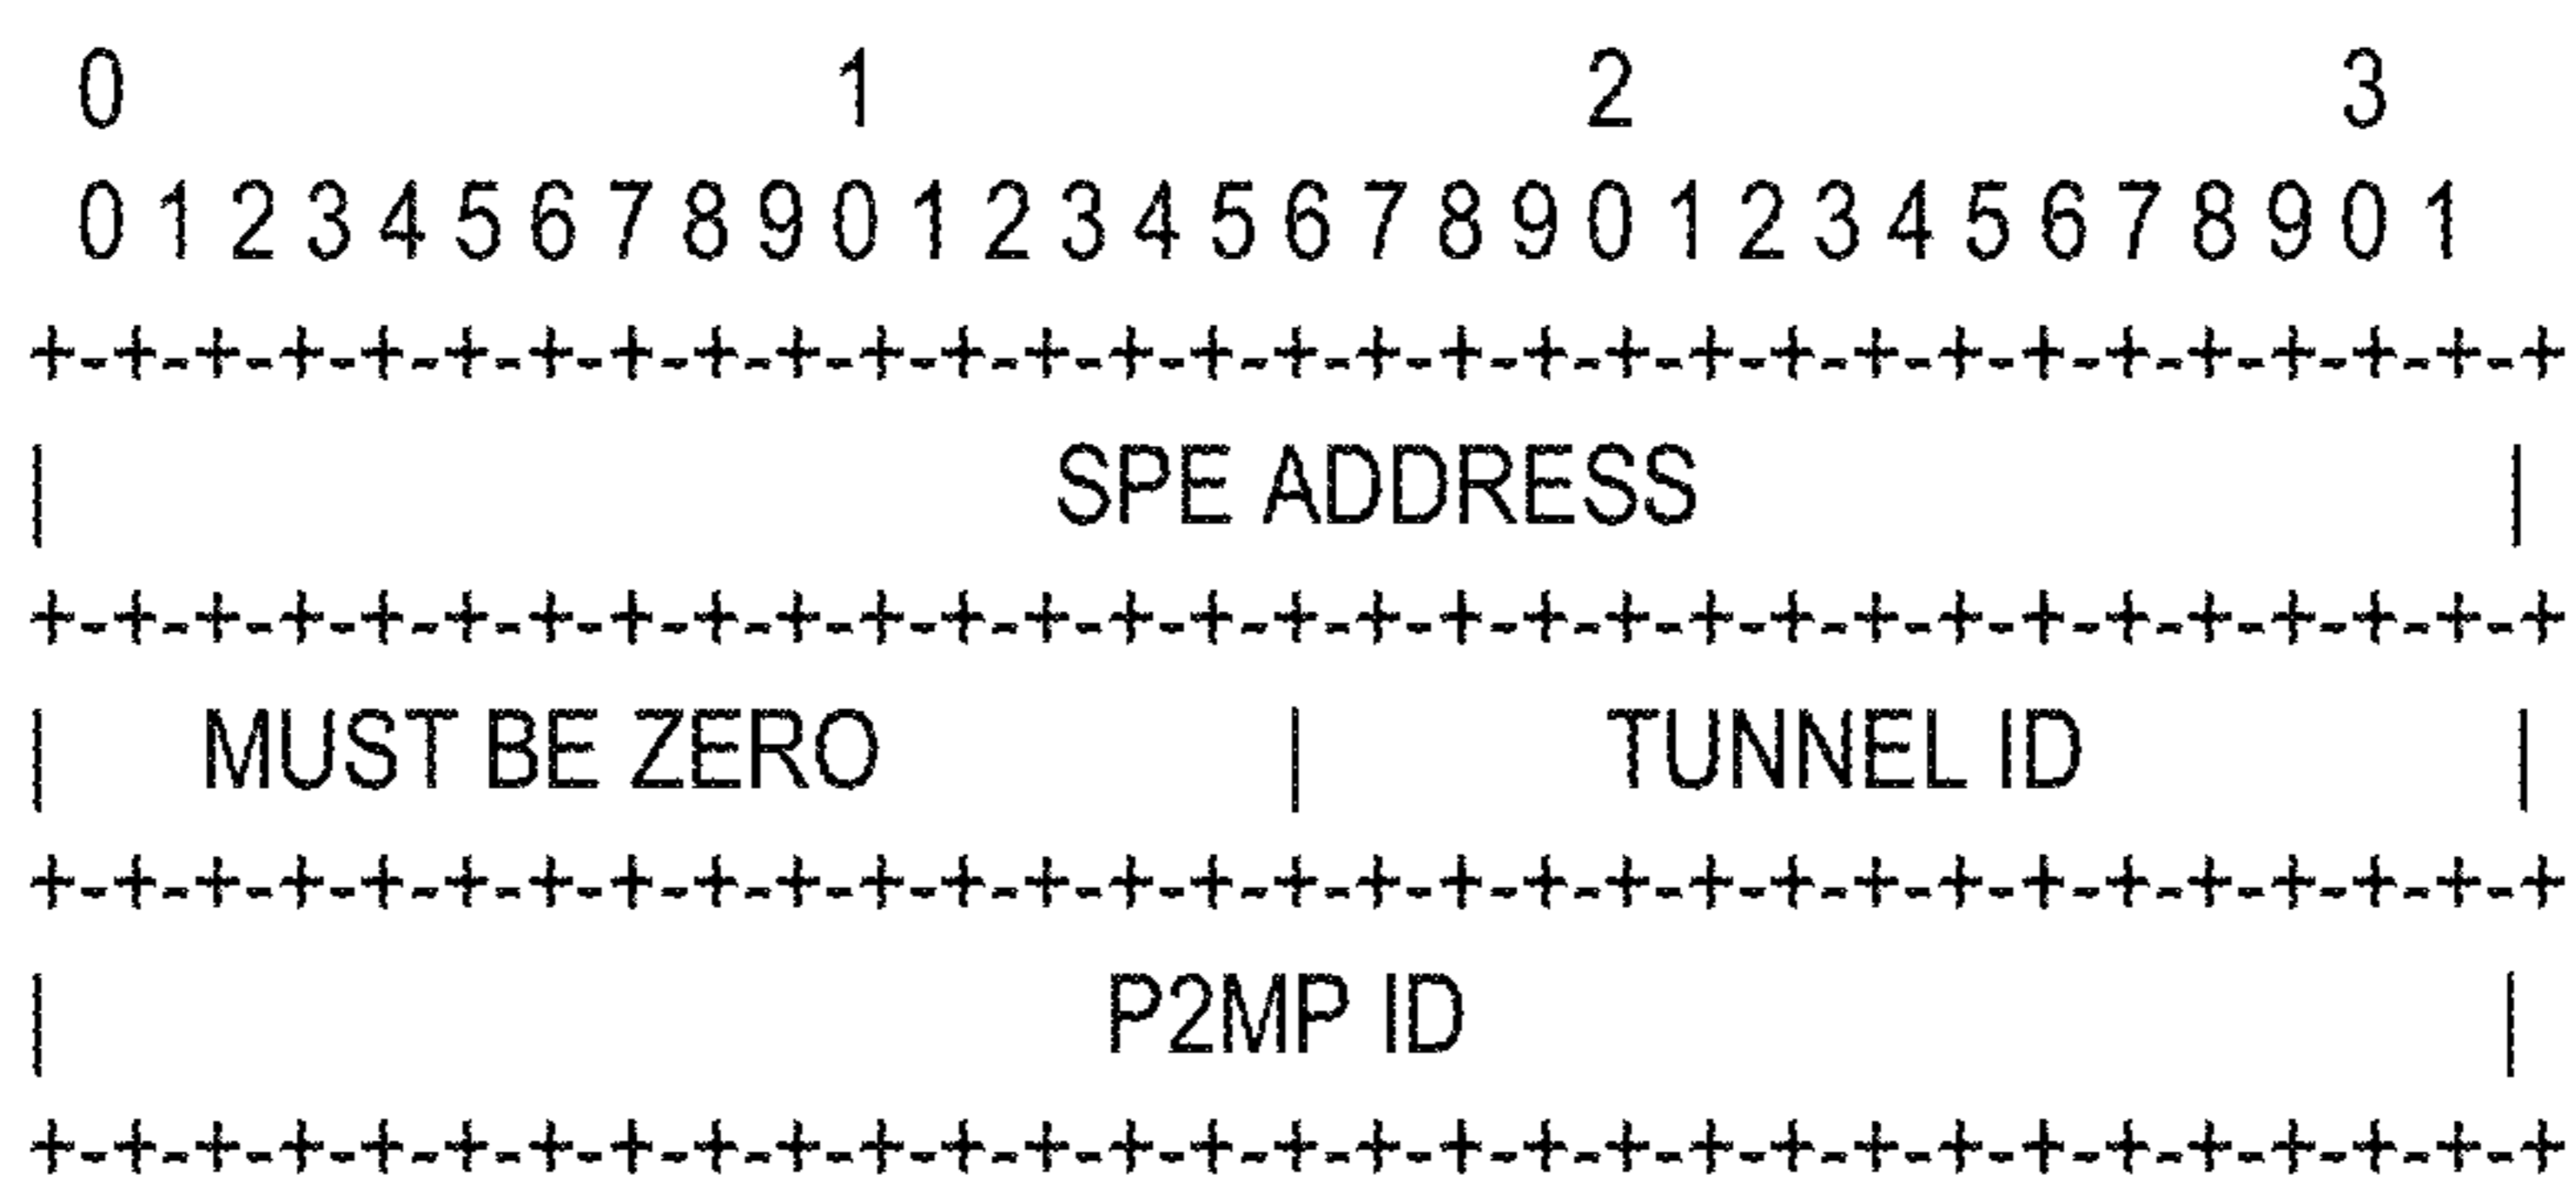 0 1 2 3
0 1 2 3 4 5 6 7 8 9 0 1 2 3 4 5 6 7 8 9 0 1 2 3 4 5 6 7 8 9 0 1
+-+-+-+-+-+-+-+-+-+-+-+-+-+-+-+-+-+-+-+-+-+-+-+-+-+-+-+-+-+-+
| SPE ADDRESS |
+-+-+-+-+-+-+-+-+-+-+-+-+-+-+-+-+-+-+-+-+-+-+-+-+-+-+-+-+-+-+
| MUST BE ZERO | TUNNEL ID |
+-+-+-+-+-+-+-+-+-+-+-+-+-+-+-+-+-+-+-+-+-+-+-+-+-+-+-+-+-+-+
| P2MP ID |
+-+-+-+-+-+-+-+-+-+-+-+-+-+-+-+-+-+-+-+-+-+-+-+-+-+-+-+-+-+-+